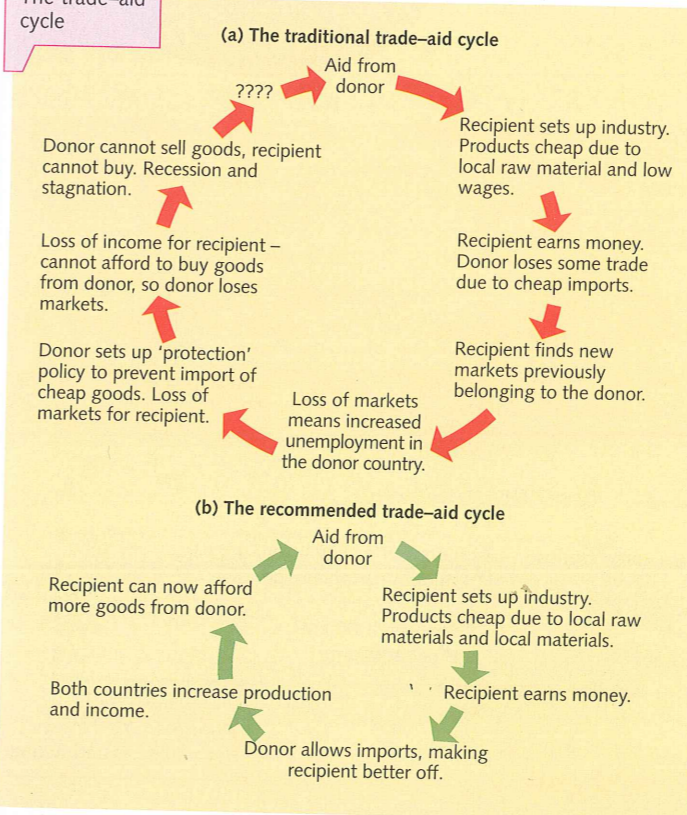 The trade–aid
cycle
(a) The traditional trade–aid cycle
Aid from
donor
Recipient sets up industry.
Products cheap due to
local raw material and low
wages.
Recipient earns money.
Donor loses some trade
due to cheap imports.
Recipient finds new
markets previously
belonging to the donor.
Loss of markets
means increased
unemployment in
the donor country.
Donor sets up ‘protection’
policy to prevent import of
cheap goods. Loss of
markets for recipient.
Loss of income for recipient –
cannot afford to buy goods
from donor, so donor loses
markets.
Donor cannot sell goods, recipient
cannot buy. Recession and
stagnation.
????
(b) The recommended trade–aid cycle
Aid from
donor
Recipient sets up industry.
Products cheap due to local raw
materials and local materials.
Recipient earns money.
Donor allows imports, making
recipient better off.
Both countries increase production
and income.
Recipient can now afford
more goods from donor.